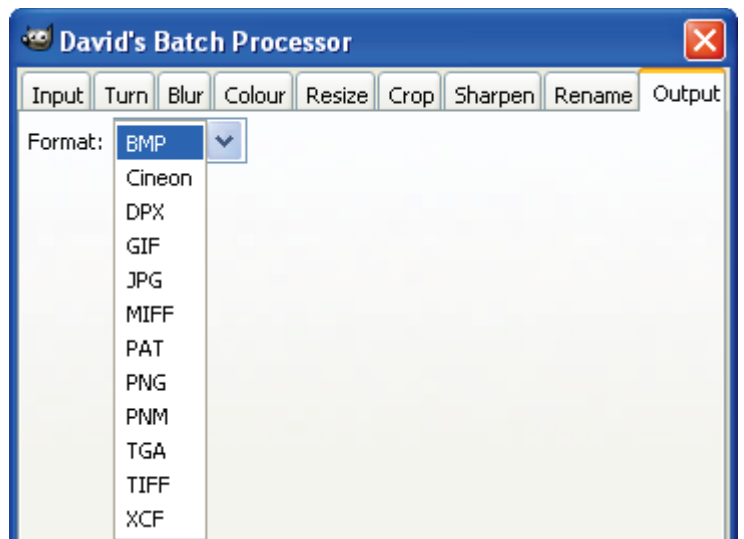 David's Batch Processor
Input Turn Blur Colour Resize Crop Sharpen Rename Output
Format: BMP
Cineon
DPX
GIF
JPG
MIFF
PAT
PNG
PNM
TGA
TIFF
XCF